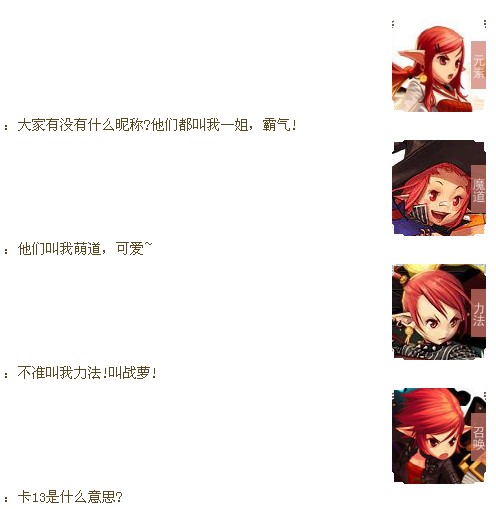 元素
：大家有没有什么昵称?他们都叫我一姐，霸气!
魔道
：他们叫我萌道，可爱~
力法
：不准叫我力法!叫战萝!
召唤
：卡13是什么意思?